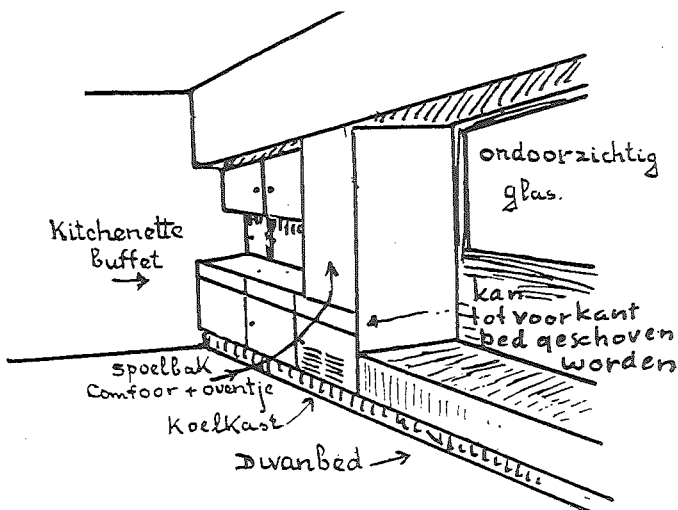 ondoorzichtig
glas.
Kitchenette
buffet
kan
tot voorkant
bed geschoven
worden
spoelbak
Comfoor + oventje
Koelkast
Divanbed